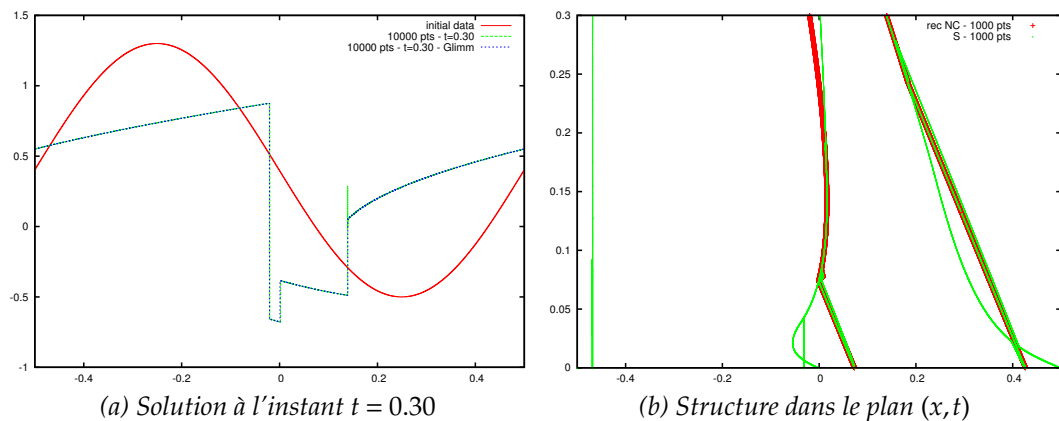 initial data
10000 pts - t=0.30
10000 pts - t=0.30 - Glimm
1.5
1
0.5
0
-0.5
-1
-0.4 -0.2 0 0.2 0.4
(a) Solution à l'instant t = 0.30
rec NC - 1000 pts
S - 1000 pts
0.3
0.25
0.2
0.15
0.1
0.05
0
-0.4 -0.2 0 0.2 0.4
(b) Structure dans le plan (x,t)